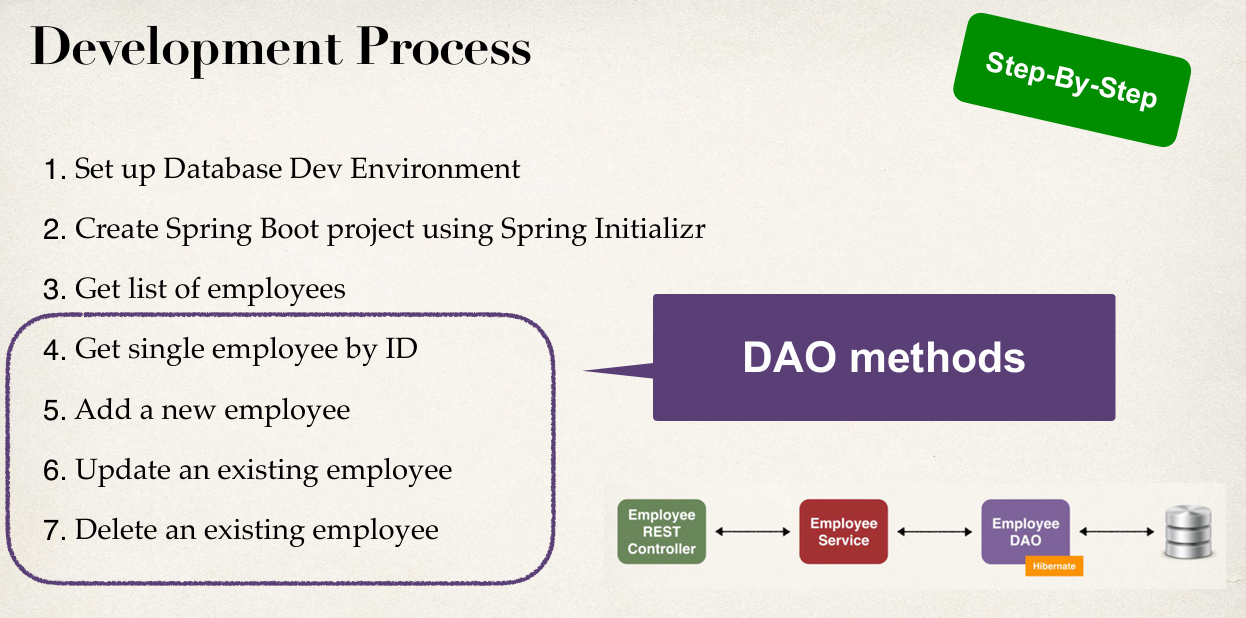 Development Process
Step-By-Step
1. Set up Database Dev Environment
2. Create Spring Boot project using Spring Initializr
3. Get list of employees
4. Get single employee by ID
5. Add a new employee
6. Update an existing employee
7. Delete an existing employee
DAO methods
Employee
REST
Controller
Employee
Service
Employee
DAO
Hibernate